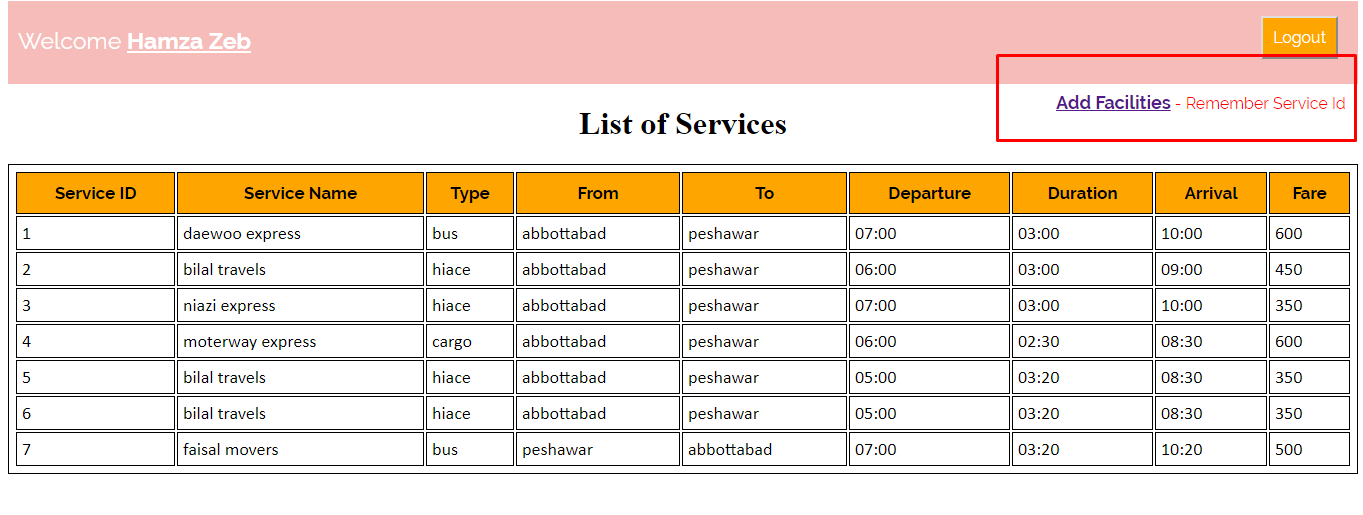 Welcome Hamza Zeb
Logout
Add Facilities - Remember Service Id
List of Services
Service ID Service Name Type From To Departure Duration Arrival Fare
1 daewoo express bus abbottabad peshawar 07:00 03:00 10:00 600
2 bilal travels hiace abbottabad peshawar 06:00 03:00 09:00 450
3 niazi express hiace abbottabad peshawar 07:00 03:00 10:00 350
4 moterway express cargo abbottabad peshawar 06:00 02:30 08:30 600
5 bilal travels hiace abbottabad peshawar 05:00 03:20 08:30 350
6 bilal travels hiace abbottabad peshawar 05:00 03:20 08:30 350
7 faisal movers bus peshawar abbottabad 07:00 03:20 10:20 500